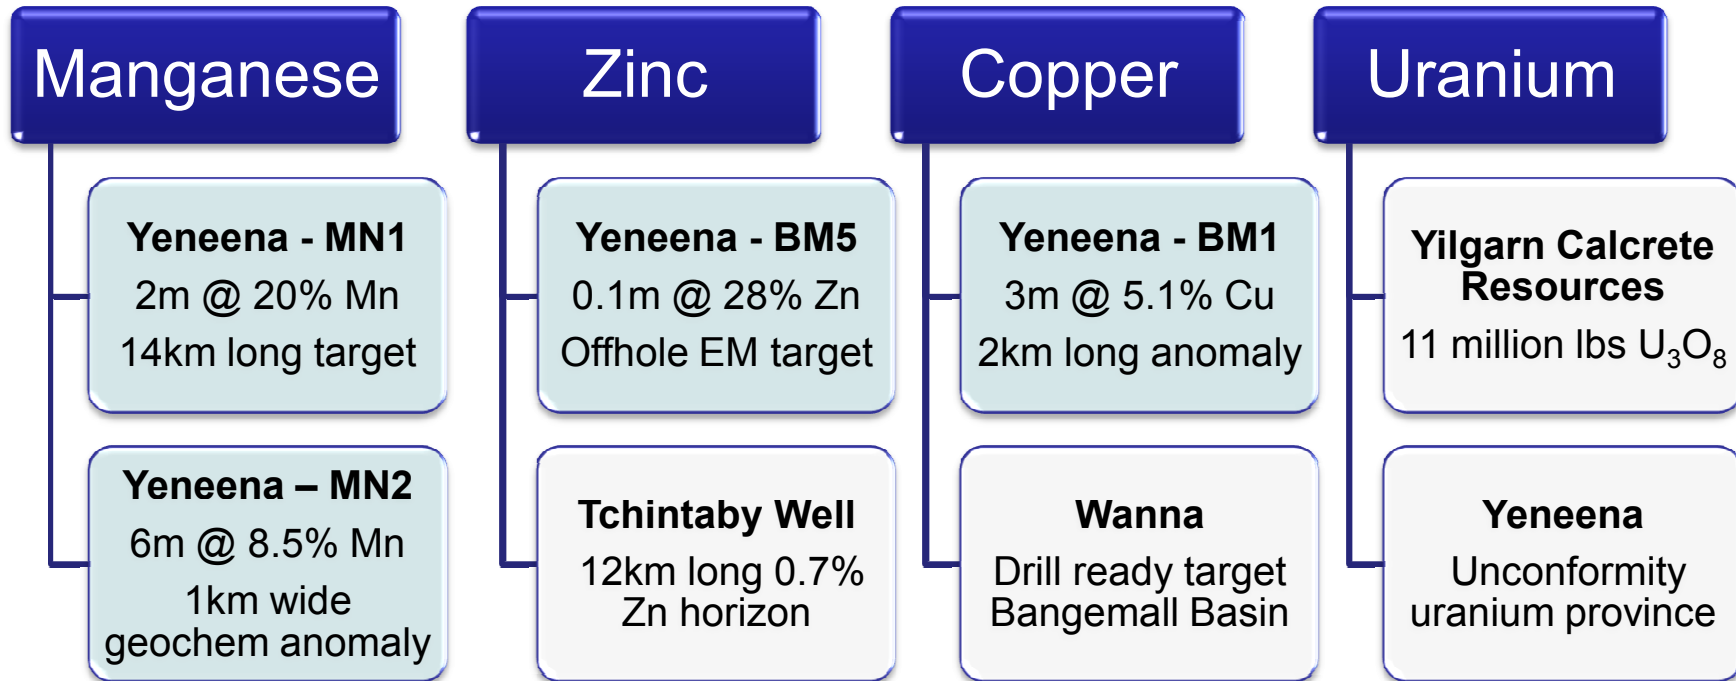 Manganese
Yeneena - MN1
2m @ 20% Mn
14km long target
Yeneena – MN2
6m @ 8.5% Mn
1km wide
geochem anomaly
Zinc
Yeneena - BM5
0.1m @ 28% Zn
Offhole EM target
Tchintaby Well
12km long 0.7%
Zn horizon
Copper
Yeneena - BM1
3m @ 5.1% Cu
2km long anomaly
Wanna
Drill ready target
Bangemall Basin
Uranium
Yilgarn Calcrete
Resources
11 million lbs U₃O₈
Yeneena
Unconformity
uranium province